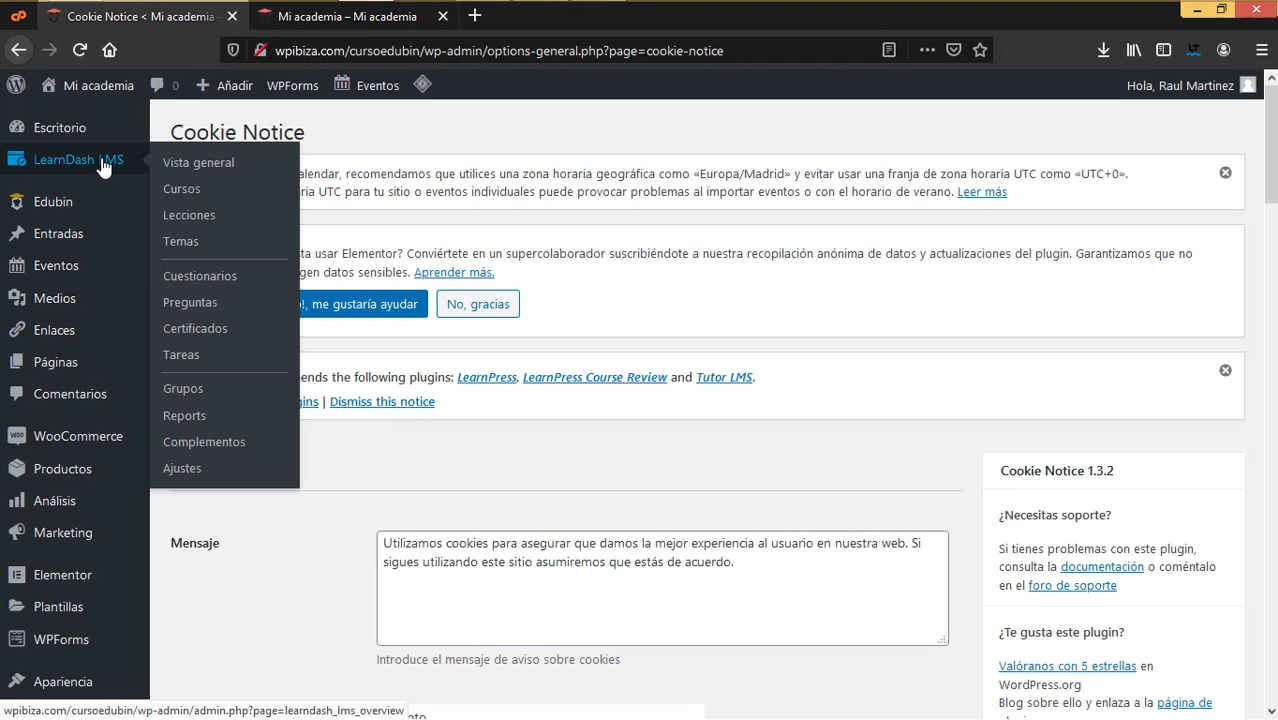 Cookie Notice < Mi academia
Mi academia – Mi academia
wpibiza.com/cursoedubin/wp-admin/options-general.php?page=cookie-notice
Mi academia
0
Añadir
WPForms
Eventos
Hola, Raul Martinez
Escritorio
LearnDash LMS
Edubin
Entradas
Eventos
Medios
Enlaces
Páginas
Comentarios
WooCommerce
Productos
Análisis
Marketing
Elementor
Plantillas
WPForms
Apariencia
Vista general
Cursos
Lecciones
Temas
Cuestionarios
Preguntas
Certificados
Tareas
Grupos
Reports
Complementos
Ajustes
Cookie Notice
alendar, recomendamos que utilices una zona horaria geográfica como «Europa/Madrid» y evitar usar una franja de zona horaria UTC como «UTC+0».
ria UTC para tu sitio o eventos individuales puede provocar problemas al importar eventos o con el horario de verano. Leer más
ta usar Elementor? Conviértete en un supercolaborador suscribiéndote a nuestra recopilación anónima de datos y actualizaciones del plugin. Garantizamos que no
gen datos sensibles. Aprender más.
o!, me gustaría ayudar
No, gracias
ends the following plugins: LearnPress, LearnPress Course Review and Tutor LMS.
gins | Dismiss this notice
Mensaje
Utilizamos cookies para asegurar que damos la mejor experiencia al usuario en nuestra web. Si
sigues utilizando este sitio asumiremos que estás de acuerdo.
Introduce el mensaje de aviso sobre cookies
Cookie Notice 1.3.2
¿Necesitas soporte?
Si tienes problemas con este plugin,
consulta la documentación o coméntalo
en el foro de soporte
¿Te gusta este plugin?
Valóranos con 5 estrellas en
WordPress.org
Blog sobre ello y enlaza a la página de
wpibiza.com/cursoedubin/wp-admin/admin.php?page=learndash_lms_overview